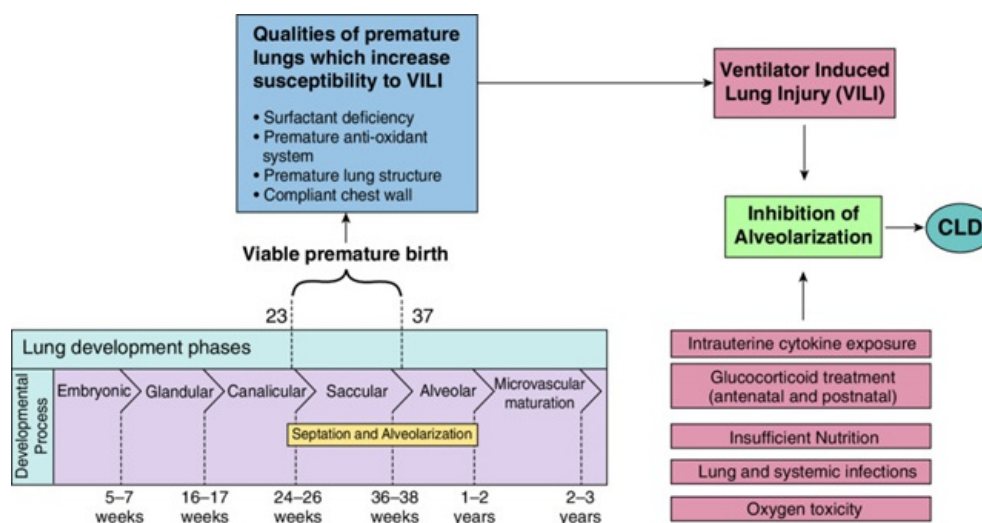 Qualities of premature
lungs which increase
susceptibility to VILI
• Surfactant deficiency
• Premature anti-oxidant
system
• Premature lung structure
• Compliant chest wall
Ventilator Induced
Lung Injury (VILI)
Inhibition of
Alveolarization
CLD
Viable premature birth
23
37
Lung development phases
Developmental
Process
Embryonic
Glandular
Canalicular
Saccular
Alveolar
Microvascular
maturation
Septation and Alveolarization
5–7
weeks
16–17
weeks
24–26
weeks
36–38
weeks
1–2
years
2–3
years
Intrauterine cytokine exposure
Glucocorticoid treatment
(antenatal and postnatal)
Insufficient Nutrition
Lung and systemic infections
Oxygen toxicity